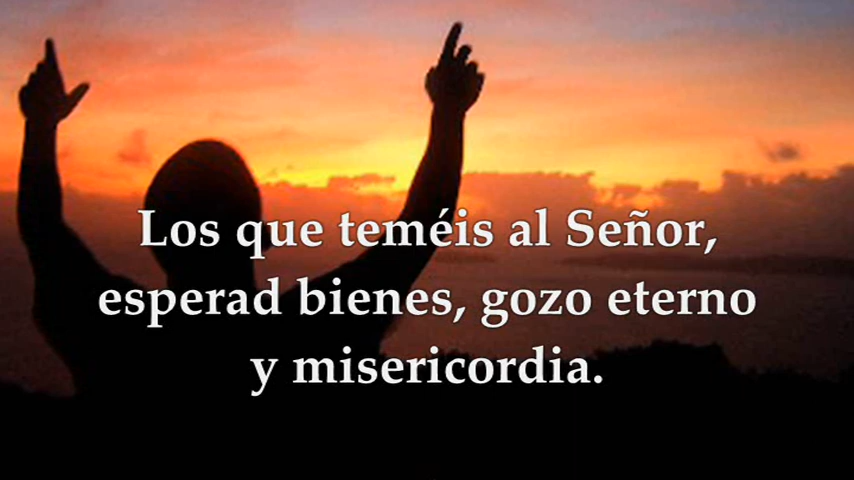 Los que teméis al Señor,
esperad bienes, gozo eterno
y misericordia.